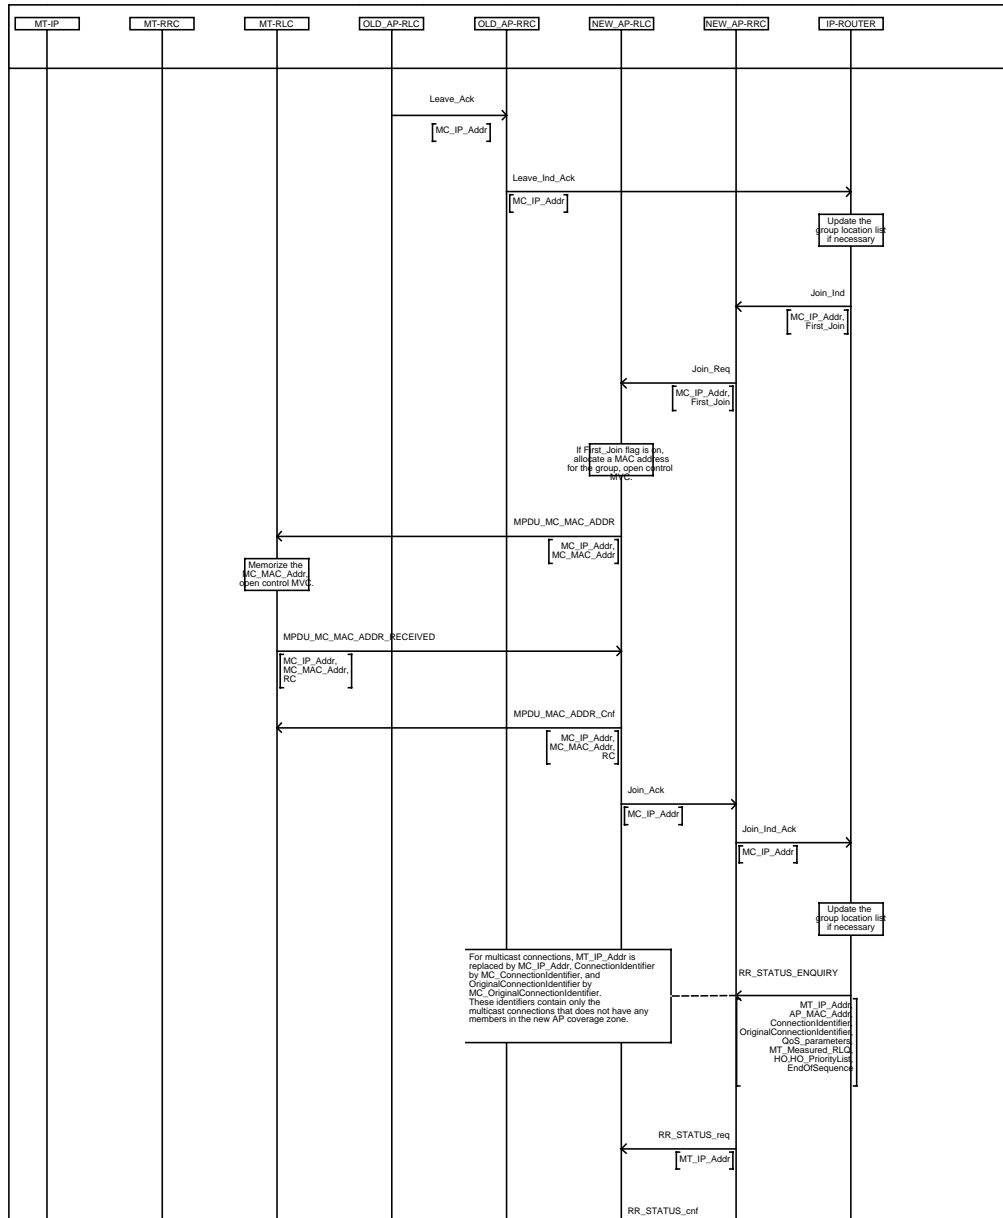 MT-IP
MT-RRC
MT-RLC
OLD_AP-RLC
OLD_AP-RRC
NEW_AP-RLC
NEW_AP-RRC
IP-ROUTER
Leave_Ack
MC_IP_Addr
Leave_Ind_Ack
MC_IP_Addr
Update the
group location list
if necessary
Join_Ind
MC_IP_Addr,
First_Join
Join_Req
MC_IP_Addr,
First_Join
If First_Join flag is on,
allocate a MAC address
for the group, open control
MVC.
MPDU_MC_MAC_ADDR
MC_IP_Addr,
MC_MAC_Addr
Memorize the
MC_MAC_Addr,
open control MVC.
MPDU_MC_MAC_ADDR_RECEIVED
MC_IP_Addr,
MC_MAC_Addr,
RC
MPDU_MAC_ADDR_Cnf
MC_IP_Addr,
MC_MAC_Addr,
RC
Join_Ack
MC_IP_Addr
Join_Ind_Ack
MC_IP_Addr
Update the
group location list
if necessary
For multicast connections, MT_IP_Addr is
replaced by MC_IP_Addr, ConnectionIdentifier
by MC_ConnectionIdentifier, and
OriginalConnectionIdentifier by
MC_OriginalConnectionIdentifier.
These identifiers contain only the
multicast connections that does not have any
members in the new AP coverage zone.
RR_STATUS_ENQUIRY
MT_IP_Addr,
AP_MAC_Addr,
ConnectionIdentifier,
OriginalConnectionIdentifier,
QoS_parameters,
MT_Measured_RLQ,
HO,HO_PriorityList,
EndOfSequence
RR_STATUS_req
MT_IP_Addr
RR_STATUS_cnf